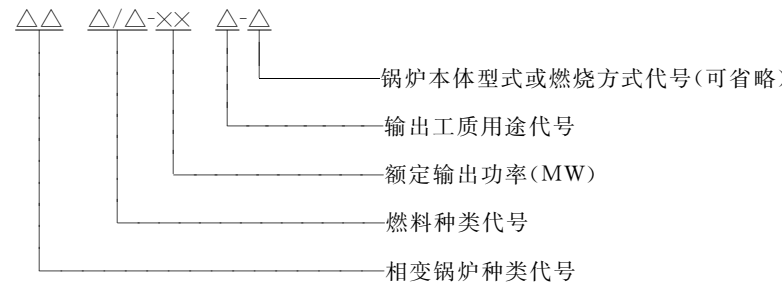 △△ △/△-×× △-△
锅炉本体型式或燃烧方式代号(可省略)
输出工质用途代号
额定输出功率(MW)
燃料种类代号
相变锅炉种类代号